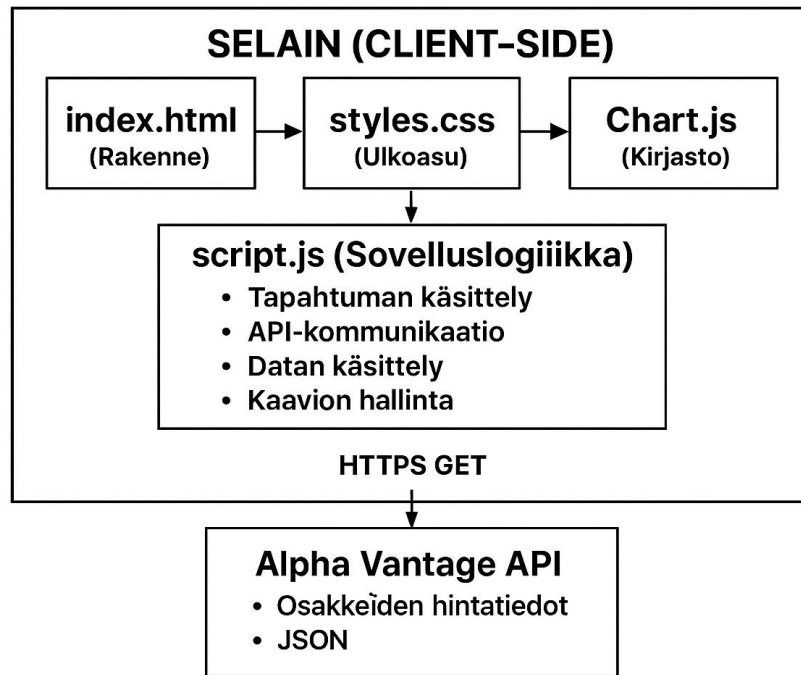 SELAIN (CLIENT-SIDE)
index.html
(Rakenne)
styles.css
(Ulkoasu)
Chart.js
(Kirjasto)
script.js (Sovelluslogiiikka)
• Tapahtuman käsittely
• API-kommunikaatio
• Datan käsittely
• Kaavion hallinta
HTTPS GET
Alpha Vantage API
• Osakkeiden hintatiedot
• JSON